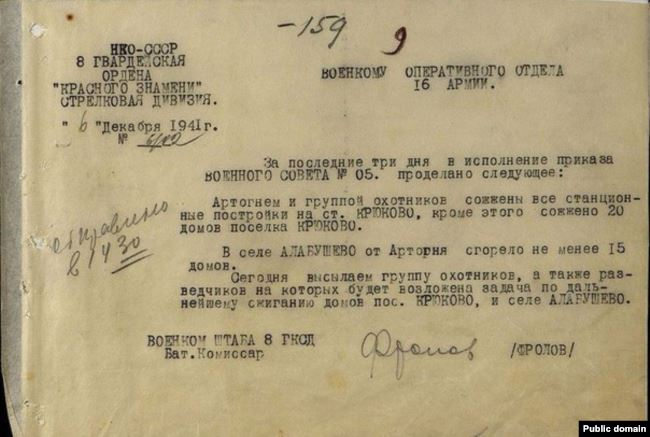 -159
9
НКО-СССР
8 ГВАРДЕЙСКАЯ
ОРДЕНА
"КРАСНОГО ЗНАМЕНИ"
СТРЕЛКОВАЯ ДИВИЗИЯ.
" 6 "Декабря 1941г.
№
ВОЕНКОМУ ОПЕРАТИВНОГО ОТДЕЛА
16 АРМИИ.
За последние три дня в исполнение приказа
ВОЕННОГО СОВЕТА № 05. проделано следующее:
Артогнем и группой охотников сожжены все станцион-
ные постройки на ст. КРЮКОВО, кроме этого сожжено 20
домов поселка КРЮКОВО.
В селе АЛАБУШЕВО от Арторня сгорело не менее 15
домов.
Сегодня высылаем группу охотников, а также раз-
ведчиков на которых будет возложена задача по даль-
нейшему сжиганию домов пос. КРЮКОВО, и селе АЛАБУШЕВО.
отправлено
в 14 30
ВОЕНКОМ ШТАБА 8 ГКСД
Бат.Комиссар
Фролов
/ФРОЛОВ/
Public domain